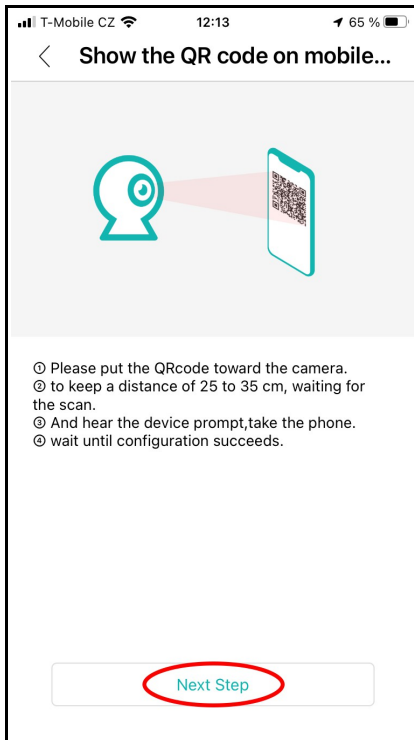 T-Mobile CZ 12:13 65 %
Show the QR code on mobile...
① Please put the QRcode toward the camera.
② to keep a distance of 25 to 35 cm, waiting for
the scan.
③ And hear the device prompt,take the phone.
④ wait until configuration succeeds.
Next Step